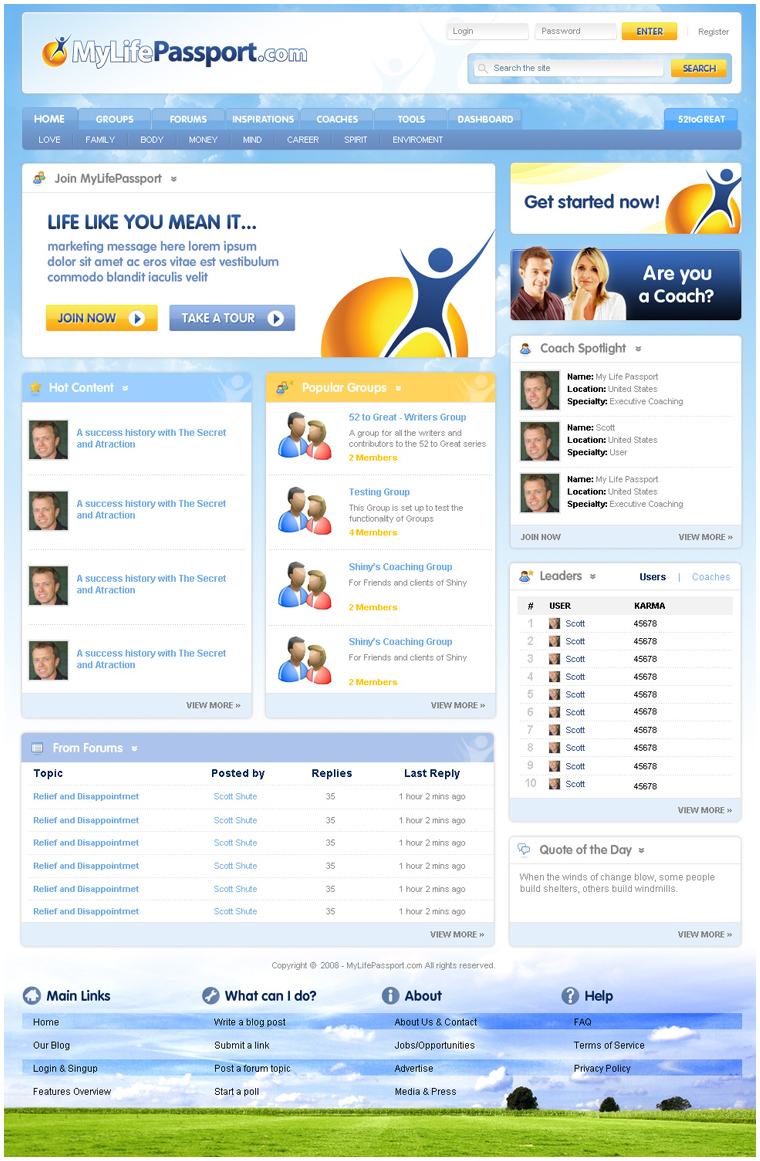 Login Password ENTER | Register
MyLifePassport.com
Search the site SEARCH
HOME GROUPS FORUMS INSPIRATIONS COACHES TOOLS DASHBOARD 52toGREAT
LOVE FAMILY BODY MONEY MIND CAREER SPIRIT ENVIROMENT
Join MyLifePassport
LIFE LIKE YOU MEAN IT...
marketing message here lorem ipsum
dolor sit amet ac eros vitae est vestibulum
commodo blandit iaculis velit
JOIN NOW TAKE A TOUR
Get started now!
Are you
a Coach?
Coach Spotlight
Name: My Life Passport
Location: United States
Specialty: Executive Coaching
Name: Scott
Location: United States
Specialty: User
Name: My Life Passport
Location: United States
Specialty: Executive Coaching
JOIN NOW VIEW MORE »
Hot Content
A success history with The Secret
and Atraction
A success history with The Secret
and Atraction
A success history with The Secret
and Atraction
A success history with The Secret
and Atraction
VIEW MORE »
Popular Groups
52 to Great - Writers Group
A group for all the writers and
contributors to the 52 to Great series
2 Members
Testing Group
This Group is set up to test the
functionality of Groups
4 Members
Shiny's Coaching Group
For Friends and clients of Shiny
2 Members
Shiny's Coaching Group
For Friends and clients of Shiny
2 Members
VIEW MORE »
Leaders Users | Coaches
# USER KARMA
1 Scott 45678
2 Scott 45678
3 Scott 45678
4 Scott 45678
5 Scott 45678
6 Scott 45678
7 Scott 45678
8 Scott 45678
9 Scott 45678
10 Scott 45678
VIEW MORE »
From Forums
Topic Posted by Replies Last Reply
Relief and Disappointmet Scott Shute 35 1 hour 2 mins ago
Relief and Disappointmet Scott Shute 35 1 hour 2 mins ago
Relief and Disappointmet Scott Shute 35 1 hour 2 mins ago
Relief and Disappointmet Scott Shute 35 1 hour 2 mins ago
Relief and Disappointmet Scott Shute 35 1 hour 2 mins ago
Relief and Disappointmet Scott Shute 35 1 hour 2 mins ago
VIEW MORE »
Quote of the Day
When the winds of change blow, some people
build shelters, others build windmills.
VIEW MORE »
Copyright © 2008 - MyLifePassport.com All rights reserved.
Main Links What can I do? About Help
Home Write a blog post About Us & Contact FAQ
Our Blog Submit a link Jobs/Opportunities Terms of Service
Login & Singup Post a forum topic Advertise Privacy Policy
Features Overview Start a poll Media & Press